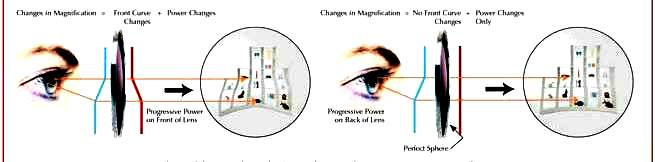 Changes in Magnification = Front Curve + Power Changes
Changes
Progressive Power
on Front of Lens
Changes in Magnification = No Front Curve + Power Changes
Changes Only
Progressive Power
on Back of Lens
Perfect Sphere